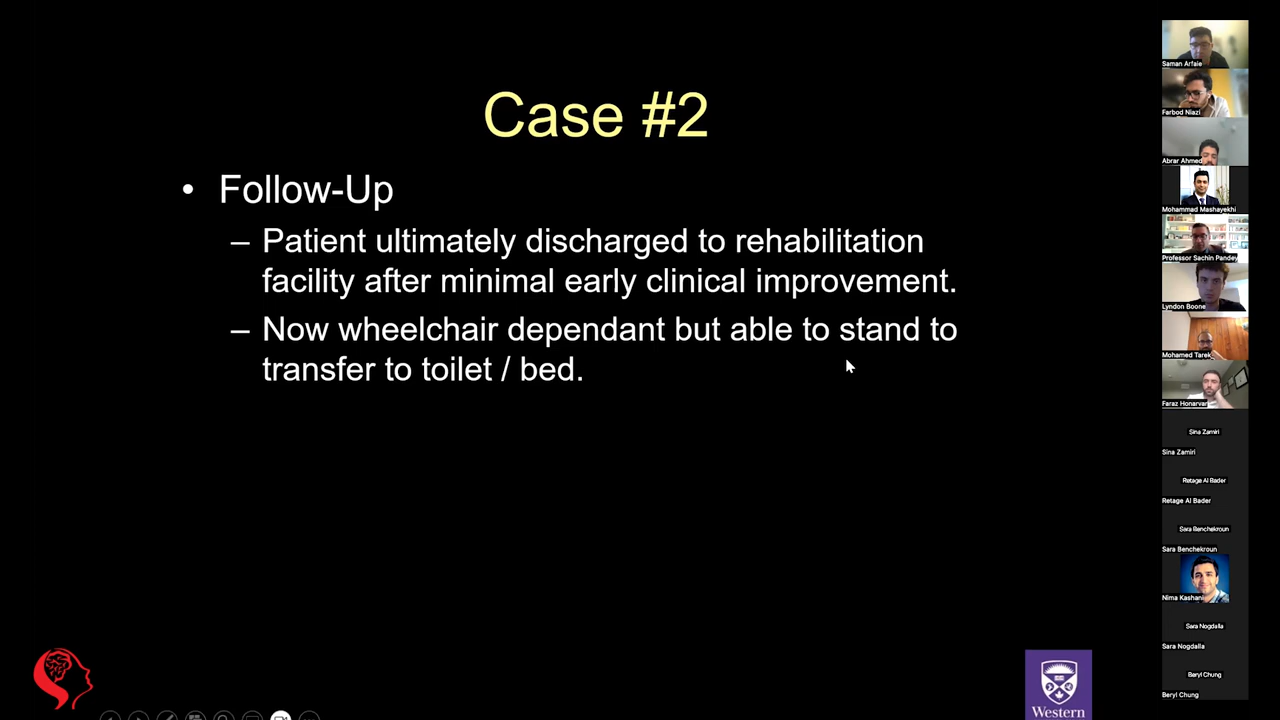 Case #2
• Follow-Up
– Patient ultimately discharged to rehabilitation
facility after minimal early clinical improvement.
– Now wheelchair dependant but able to stand to
transfer to toilet / bed.
Western
Saman Arfaie
Farbod Niazi
Abrar Ahmed
Mohammad Mashayekhi
Professor Sachin Pandey
Lyndon Boone
Mohamed Tarek
Faraz Honarvar
Sina Zamiri
Sina Zamiri
Retage Al Bader
Retage Al Bader
Sara Benchekroun
Sara Benchekroun
Nima Kashani
Sara Nogdalla
Sara Nogdalla
Beryl Chung
Beryl Chung